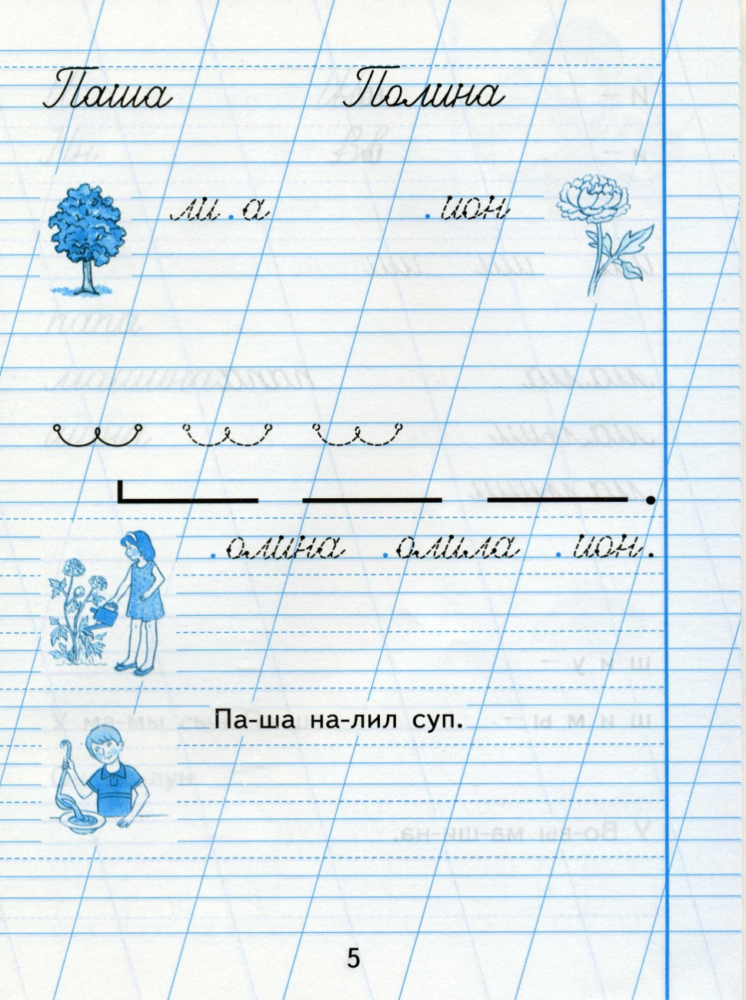 Паша Полина
ли.а .ион
.олина .олила .ион.
Па-ша на-лил суп.
5